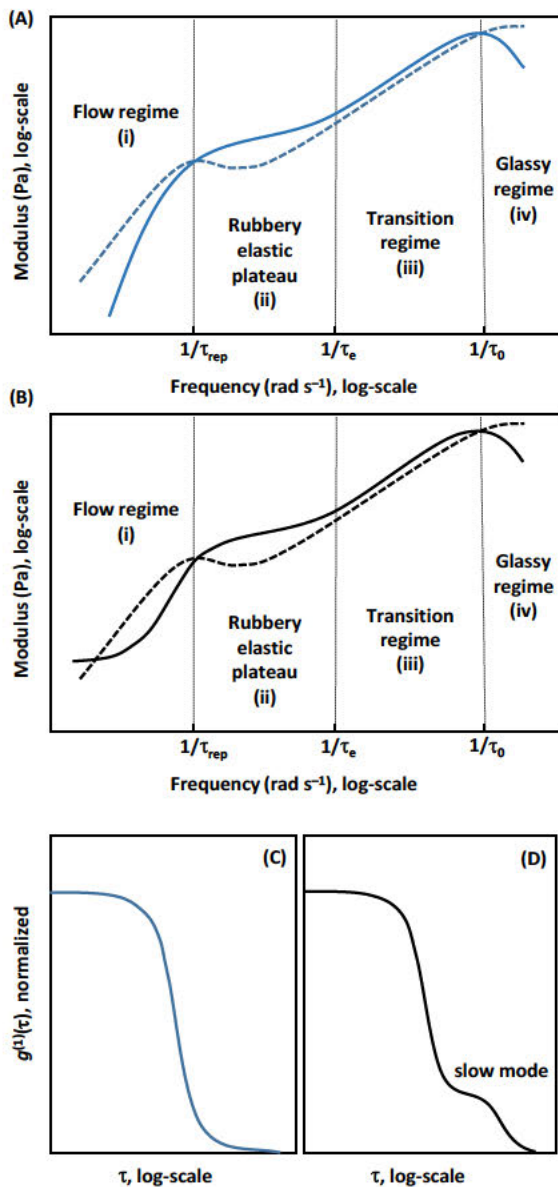 (A)
Modulus (Pa), log-scale
Flow regime
(i)
Rubbery
elastic
plateau
(ii)
Transition
regime
(iii)
Glassy
regime
(iv)
1/τrep
1/τe
1/τ0
Frequency (rad s⁻¹), log-scale
(B)
Modulus (Pa), log-scale
Flow regime
(i)
Rubbery
elastic
plateau
(ii)
Transition
regime
(iii)
Glassy
regime
(iv)
1/τrep
1/τe
1/τ0
Frequency (rad s⁻¹), log-scale
(C)
g⁽¹⁾(τ), normalized
τ, log-scale
(D)
slow mode
τ, log-scale